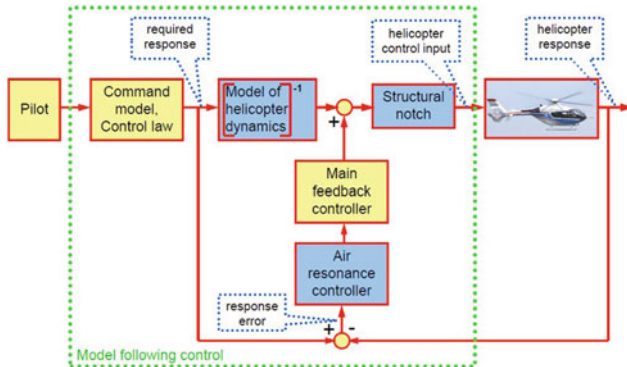 required
response
helicopter
control input
helicopter
response
Pilot
Command
model,
Control law
Model of
helicopter
dynamics
-1
+
Structural
notch
Main
feedback
controller
Air
resonance
controller
response
error
+
-
Model following control